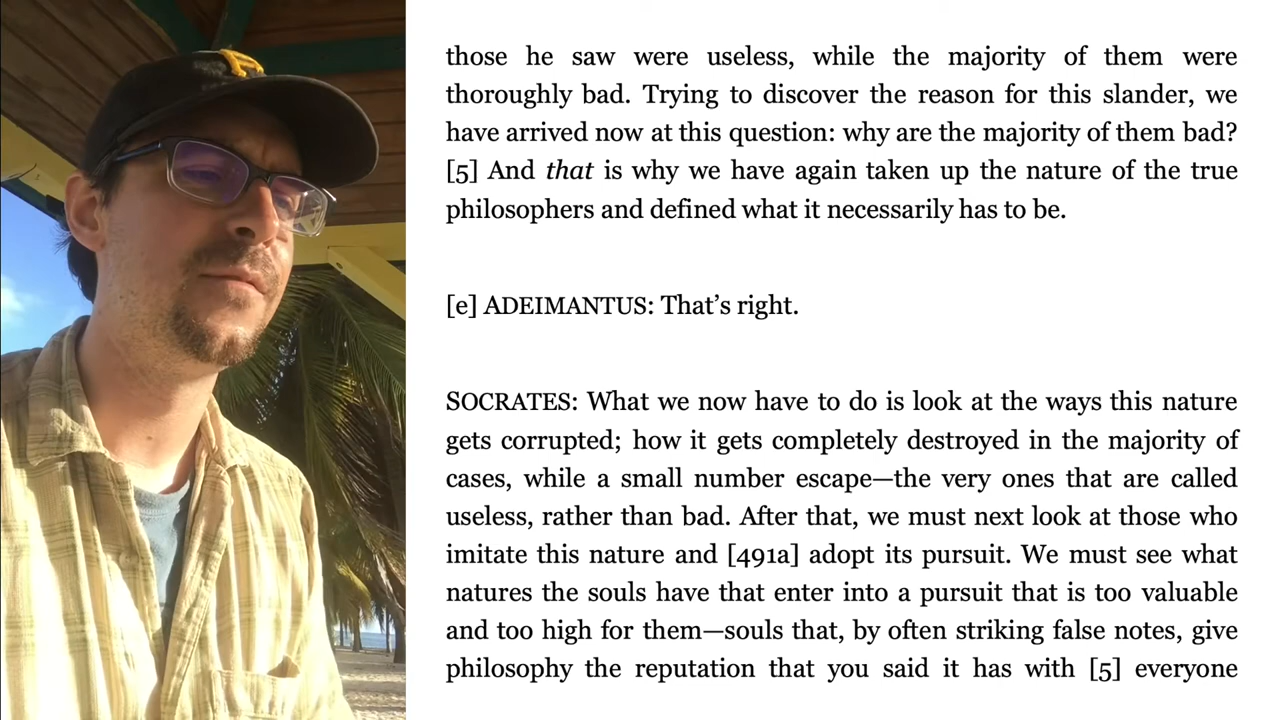 those he saw were useless, while the majority of them were
thoroughly bad. Trying to discover the reason for this slander, we
have arrived now at this question: why are the majority of them bad?
[5] And that is why we have again taken up the nature of the true
philosophers and defined what it necessarily has to be.
[e] ADEIMANTUS: That’s right.
SOCRATES: What we now have to do is look at the ways this nature
gets corrupted; how it gets completely destroyed in the majority of
cases, while a small number escape—the very ones that are called
useless, rather than bad. After that, we must next look at those who
imitate this nature and [491a] adopt its pursuit. We must see what
natures the souls have that enter into a pursuit that is too valuable
and too high for them—souls that, by often striking false notes, give
philosophy the reputation that you said it has with [5] everyone